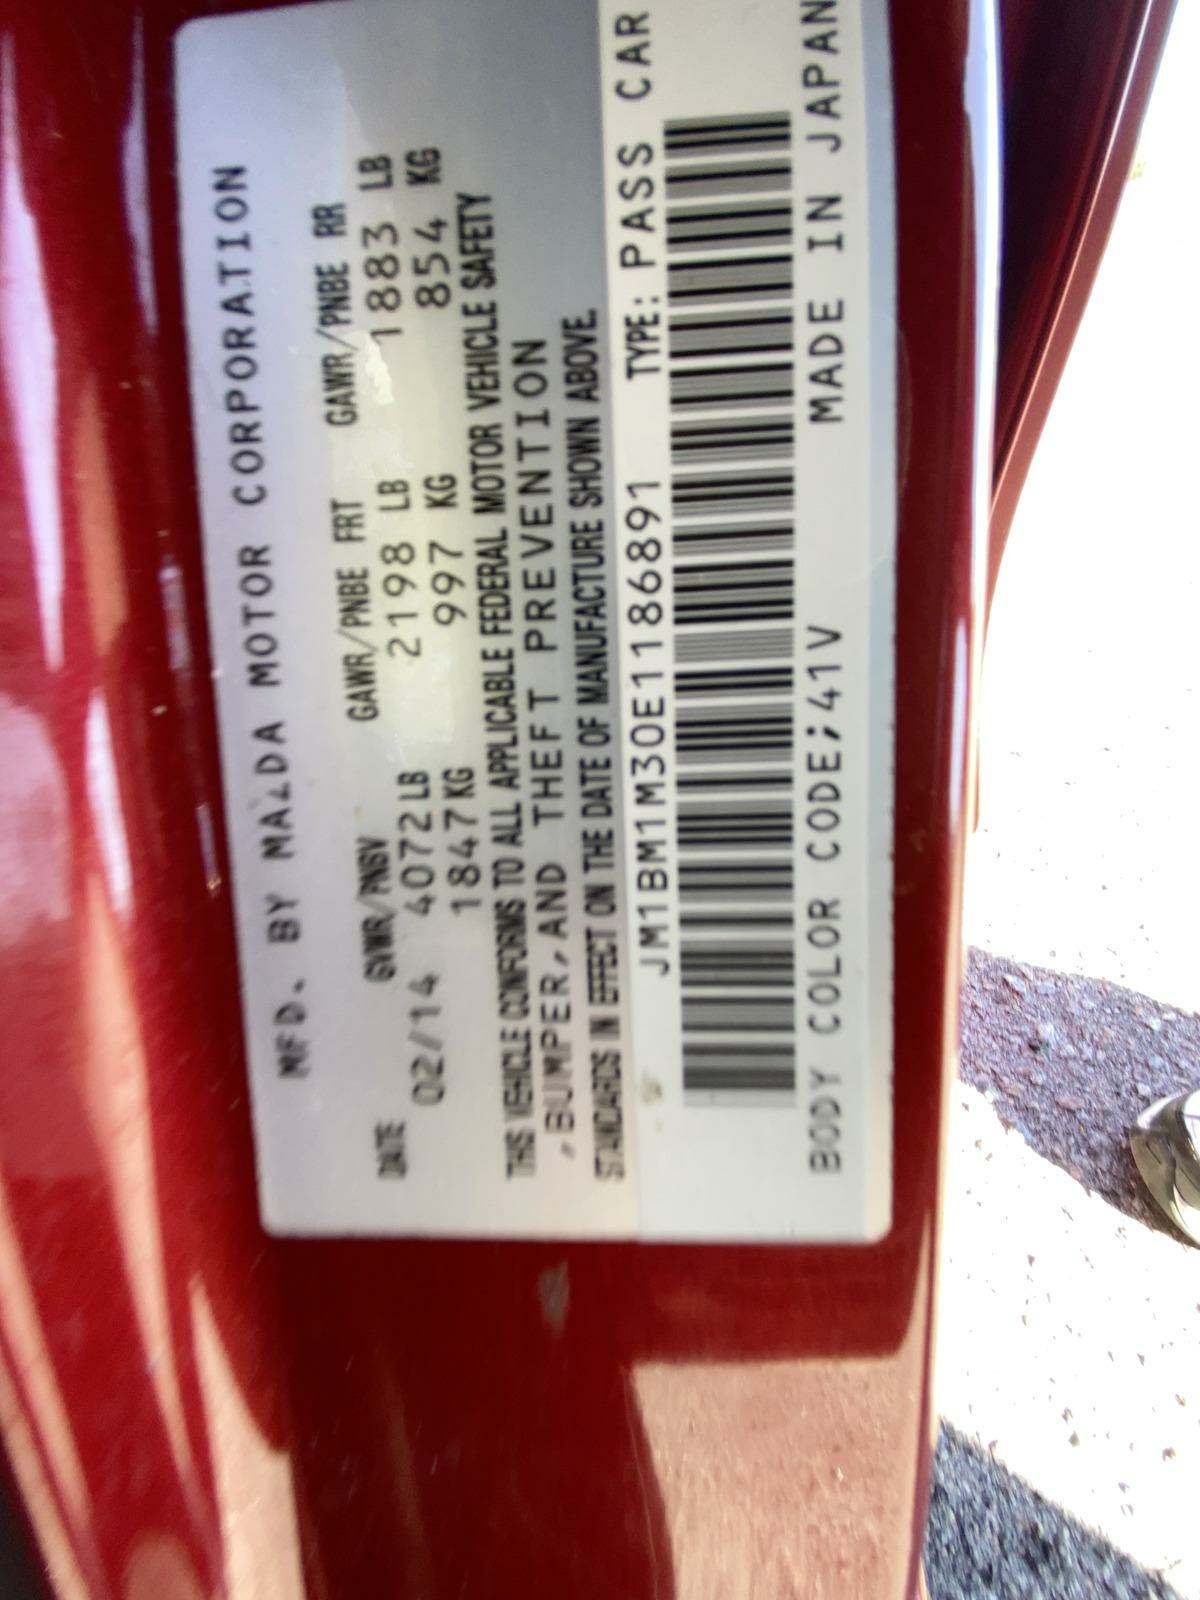 MFD. BY MAZDA MOTOR CORPORATION
DATE GVWR/PNBV GAWR/PNBE FRT GAWR/PNBE RR
02/14 4072 LB 2198 LB 1883 LB
1847 KG 997 KG 854 KG
THIS VEHICLE CONFORMS TO ALL APPLICABLE FEDERAL MOTOR VEHICLE SAFETY
,BUMPER,AND THEFT PREVENTION
STANDARDS IN EFFECT ON THE DATE OF MANUFACTURE SHOWN ABOVE.
JM1BM1M30E1186891 TYPE: PASS CAR
BODY COLOR CODE;41V MADE IN JAPAN